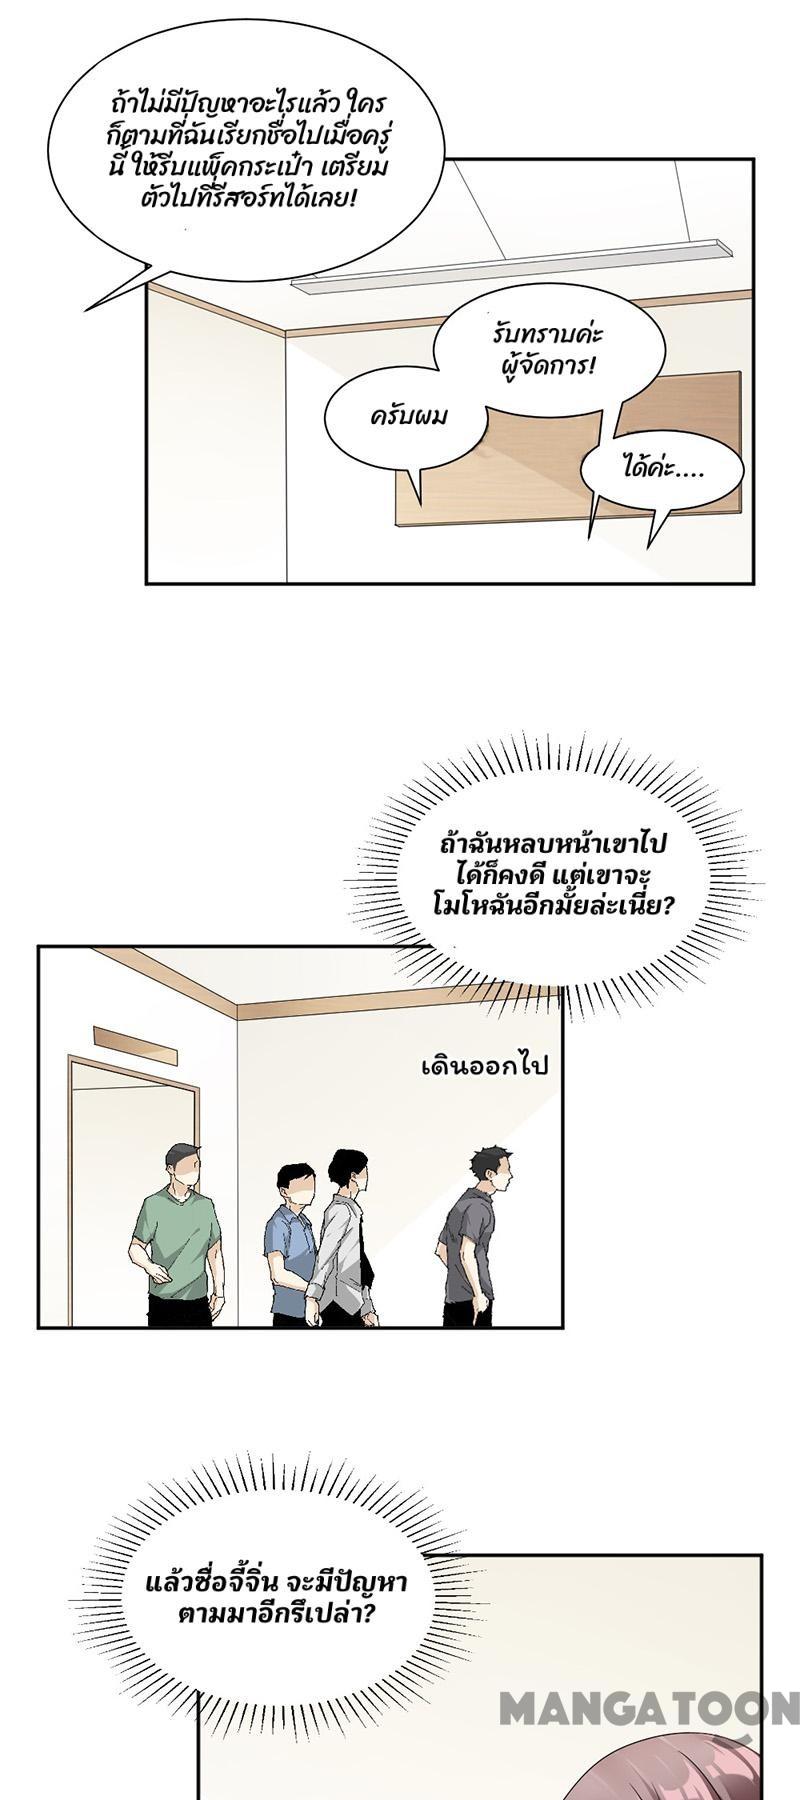 ถ้าไม่มีปัญหาอะไรแล้ว ใคร
ก็ตามที่ฉันเรียกชื่อไปเมื่อครู่
นี้ ให้รีบแพ็คกระเป๋า เตรียม
ตัวไปที่รีสอร์ทได้เลย!
รับทราบค่ะ
ผู้จัดการ!
ครับผม
ได้ค่ะ....
ถ้าฉันหลบหน้าเขาไป
ได้ก็คงดี แต่เขาจะ
โมโหฉันอีกมั้ยล่ะเนี่ย?
เดินออกไป
แล้วซื่อจี้จิ่น จะมีปัญหา
ตามมาอีกรึเปล่า?
MANGATOON